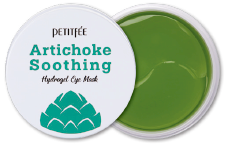 PETITFÉE
Artichoke
Soothing
Hydrogel Eye Mask